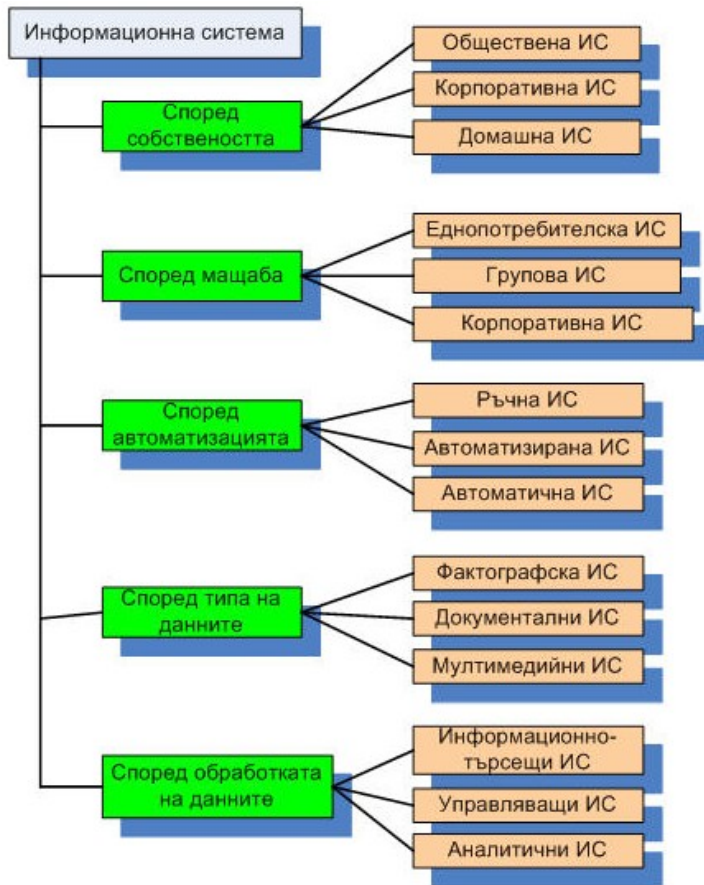 Информационна система
Обществена ИС
Корпоративна ИС
Според
собствеността
Домашна ИС
Еднопотребителска ИС
Според мащаба
Групова ИС
Корпоративна ИС
Според
автоматизацията
Ръчна ИС
Автоматизирана ИС
Автоматична ИС
Според типа на
данните
Фактографска ИС
Документални ИС
Мултимедийни ИС
Според обработката
на данните
Информационно-
търсещи ИС
Управляващи ИС
Аналитични ИС